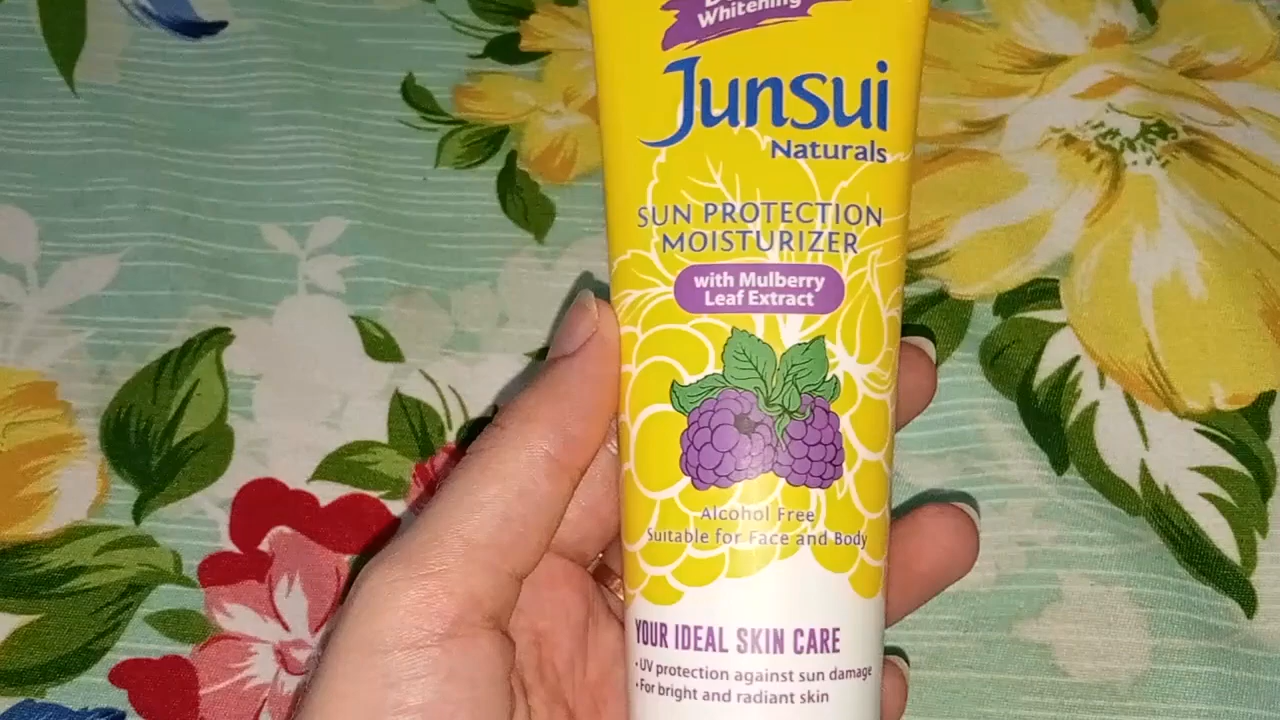 Whitening
Junsui
Naturals
SUN PROTECTION
MOISTURIZER
with Mulberry
Leaf Extract
Alcohol Free
Suitable for Face and Body
YOUR IDEAL SKIN CARE
• UV protection against sun damage
• For bright and radiant skin